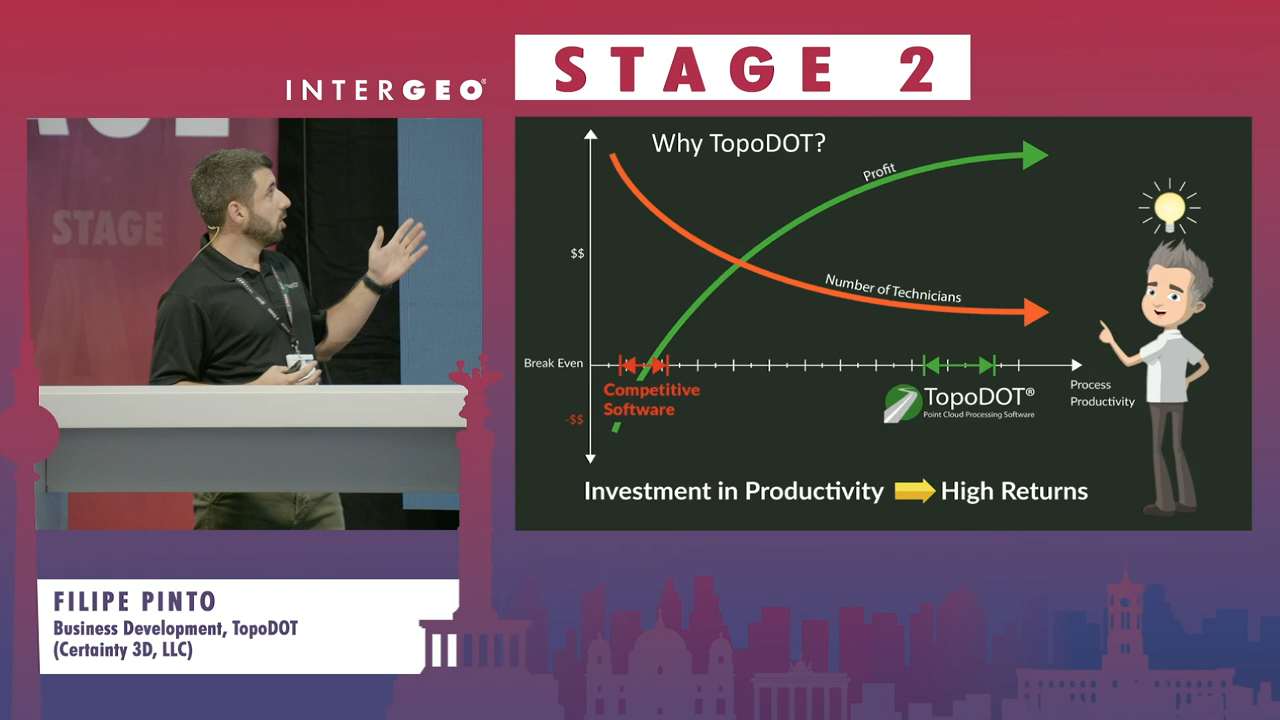 INTERGEO®
STAGE 2
STAGE
Why TopoDOT?
Profit
$$
Number of Technicians
Break Even
Competitive
Software
TopoDOT®
Point Cloud Processing Software
Process
Productivity
-$$
Investment in Productivity High Returns
FILIPE PINTO
Business Development, TopoDOT
(Certainty 3D, LLC)